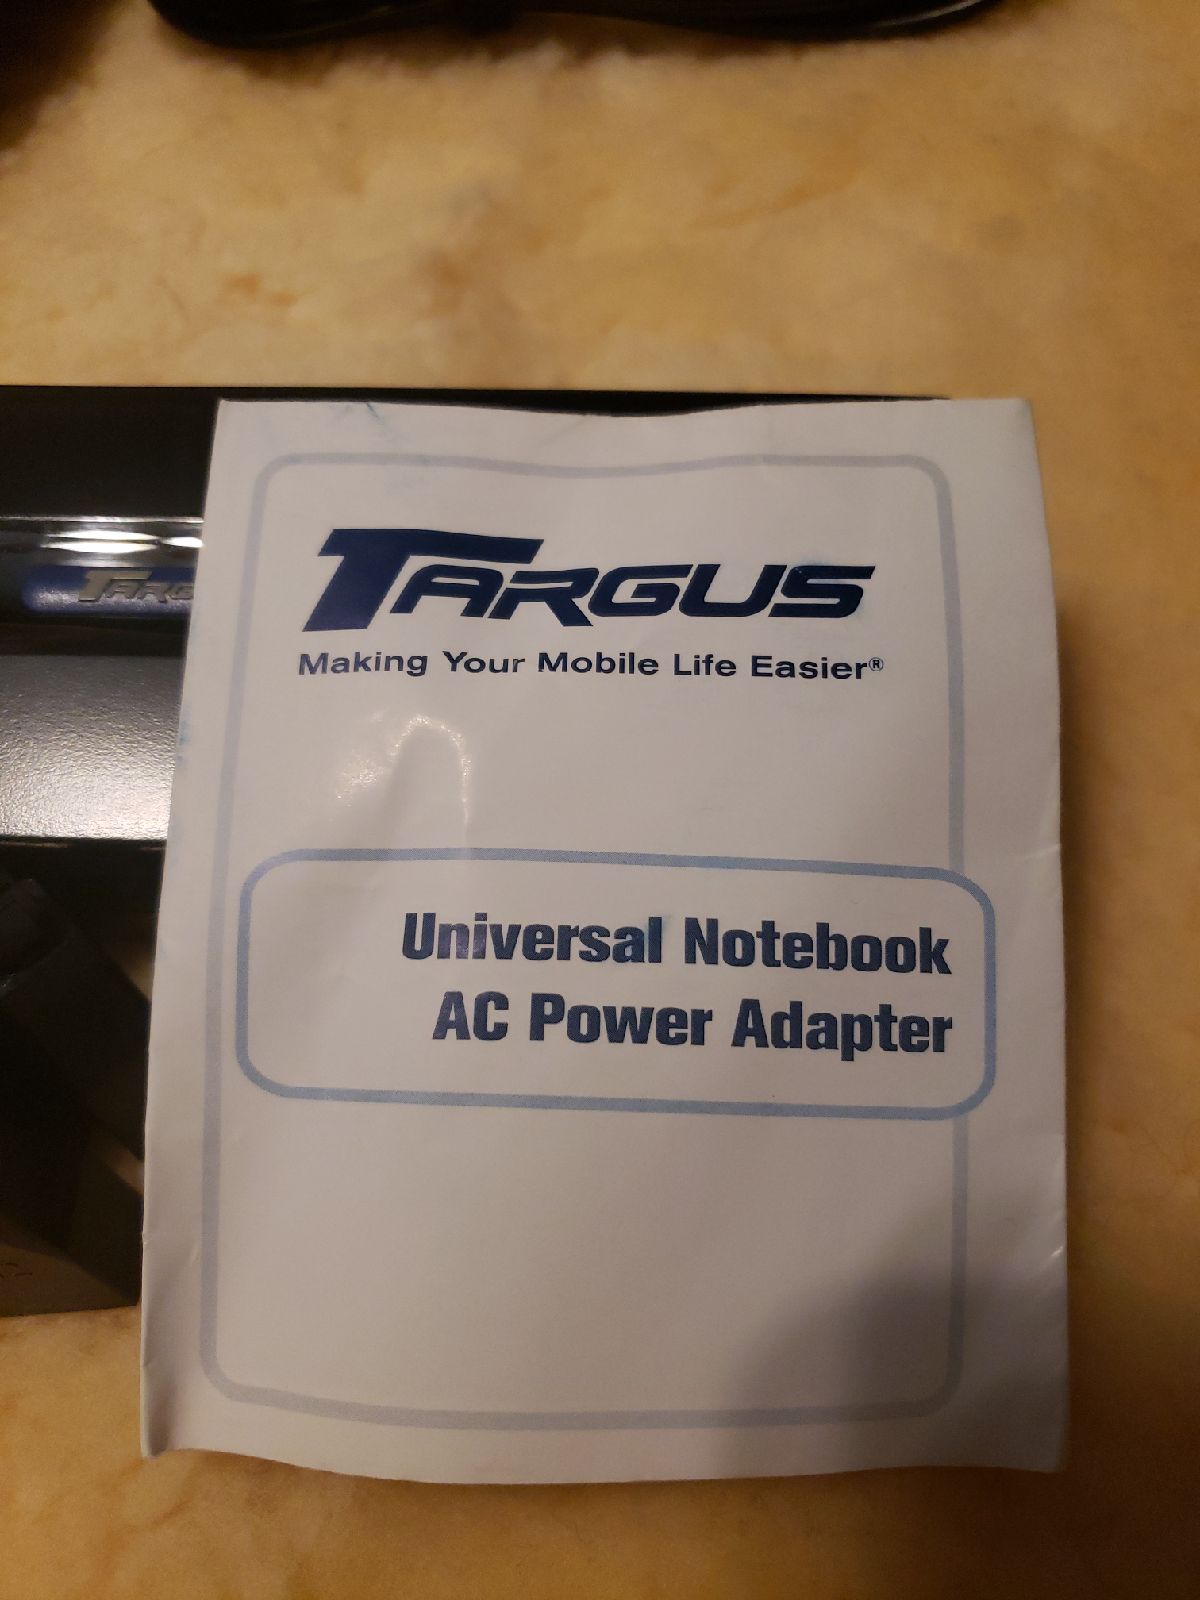 TARGUS
Making Your Mobile Life Easier®
Universal Notebook
AC Power Adapter